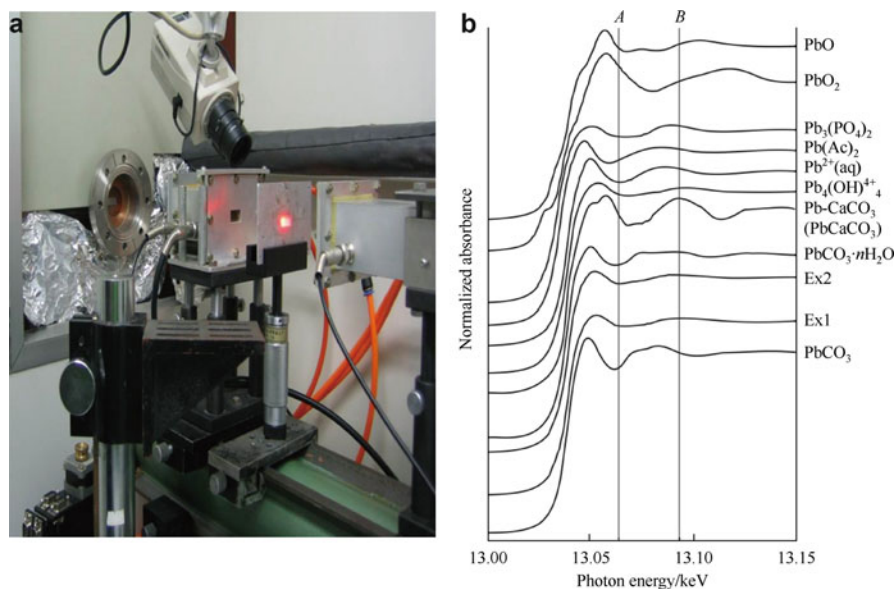 a
b
A B
PbO
PbO₂
Pb₃(PO₄)₂
Pb(Ac)₂
Pb²⁺(aq)
Pb₄(OH)⁴⁺₄
Pb-CaCO₃
(PbCaCO₃)
PbCO₃·nH₂O
Ex2
Ex1
PbCO₃
Normalized absorbance
13.00 13.05 13.10 13.15
Photon energy/keV